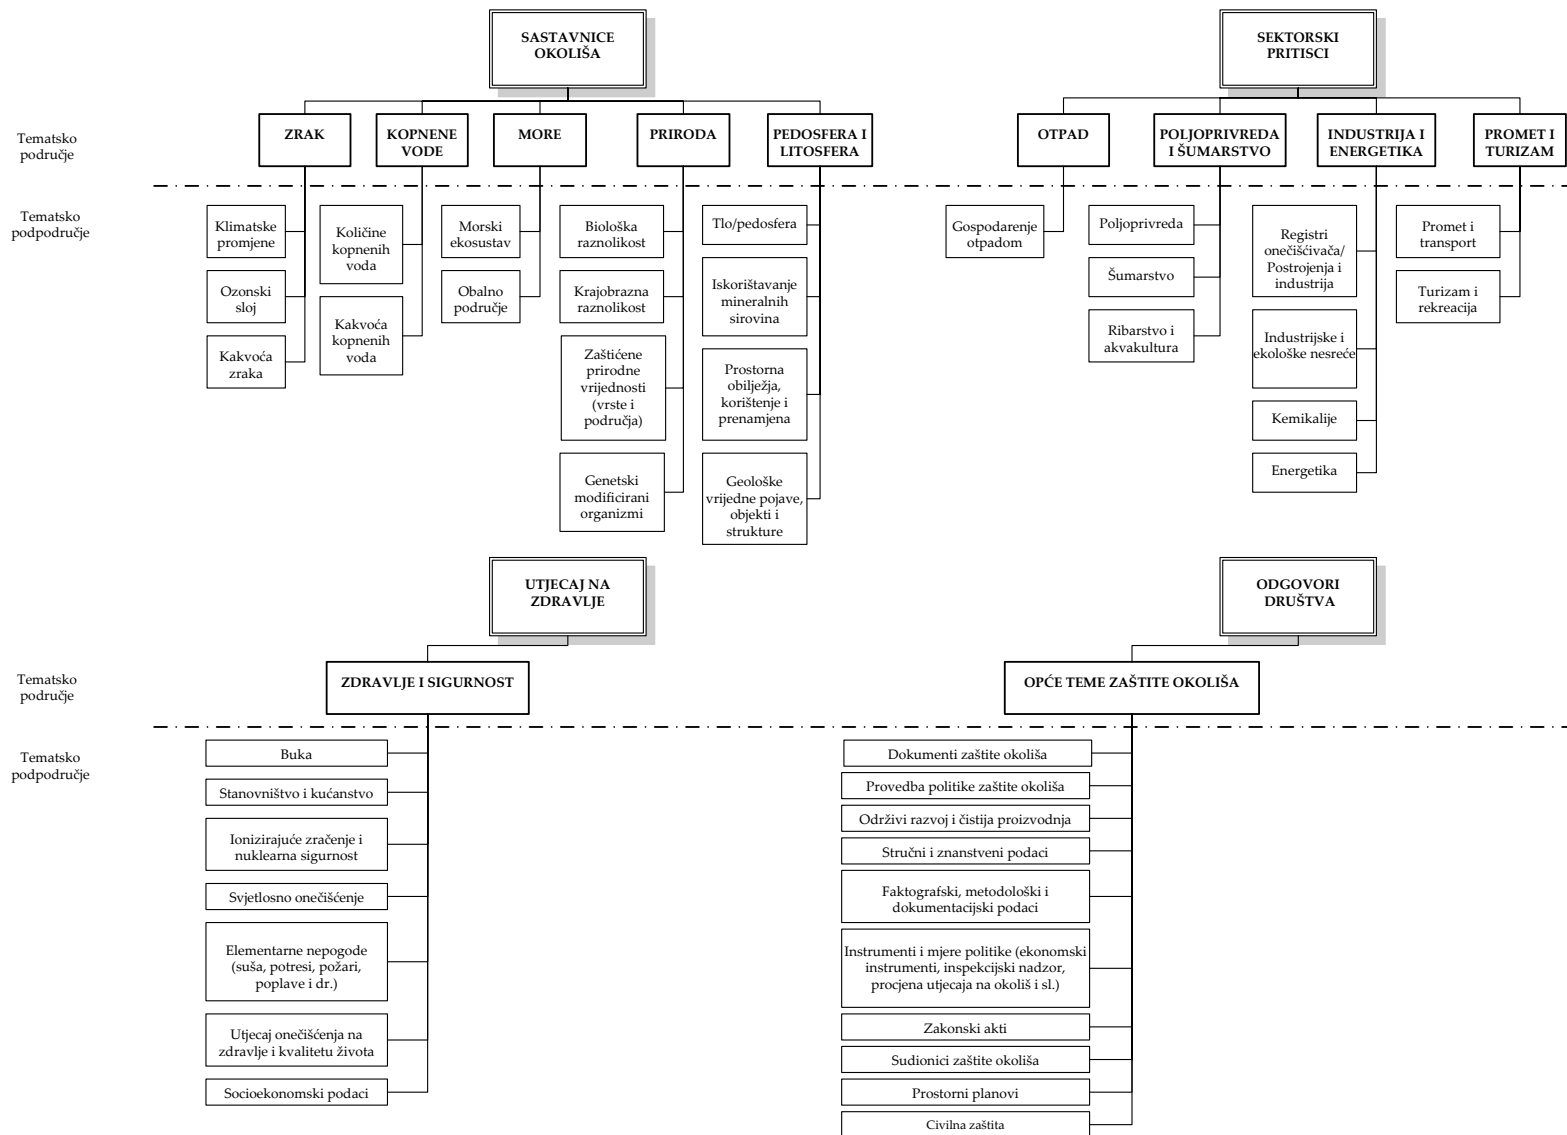 SASTAVNICE
OKOLIŠA
SEKTORSKI
PRITISCI
Tematsko
područje
ZRAK
KOPNENE
VODE
MORE
PRIRODA
PEDOSFERA I
LITOSFERA
OTPAD
POLJOPRIVREDA
I ŠUMARSTVO
INDUSTRIJA I
ENERGETIKA
PROMET I
TURIZAM
Tematsko
podpodručje
Klimatske
promjene
Ozonski
sloj
Kakvoća
zraka
Količine
kopnenih
voda
Kakvoća
kopnenih
voda
Morski
ekosustav
Obalno
područje
Biološka
raznolikost
Krajobrazna
raznolikost
Zaštićene
prirodne
vrijednosti
(vrste i
područja)
Genetski
modificirani
organizmi
Tlo/pedosfera
Iskorištavanje
mineralnih
sirovina
Prostorna
obilježja,
korištenje i
prenamjena
Geološke
vrijedne pojave,
objekti i
strukture
Gospodarenje
otpadom
Poljoprivreda
Šumarstvo
Ribarstvo i
akvakultura
Registri
onečišćivača/
Postrojenja i
industrija
Industrijske i
ekološke nesreće
Kemikalije
Energetika
Promet i
transport
Turizam i
rekreacija
UTJECAJ NA
ZDRAVLJE
ODGOVORI
DRUŠTVA
Tematsko
područje
ZDRAVLJE I SIGURNOST
OPĆE TEME ZAŠTITE OKOLIŠA
Tematsko
podpodručje
Buka
Stanovništvo i kućanstvo
Ionizirajuće zračenje i
nuklearna sigurnost
Svjetlosno onečišćenje
Elementarne nepogode
(suša, potresi, požari,
poplave i dr.)
Utjecaj onečišćenja na
zdravlje i kvalitetu života
Socioekonomski podaci
Dokumenti zaštite okoliša
Provedba politike zaštite okoliša
Održivi razvoj i čistija proizvodnja
Stručni i znanstveni podaci
Faktografski, metodološki i
dokumentacijski podaci
Instrumenti i mjere politike (ekonomski
instrumenti, inspekcijski nadzor,
procjena utjecaja na okoliš i sl.)
Zakonski akti
Sudionici zaštite okoliša
Prostorni planovi
Civilna zaštita